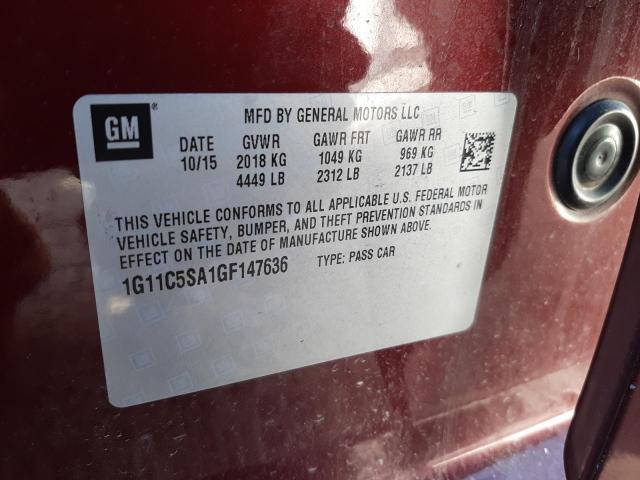 GM
MFD BY GENERAL MOTORS LLC
DATE GVWR GAWR FRT GAWR RR
10/15 2018 KG 1049 KG 969 KG
4449 LB 2312 LB 2137 LB
THIS VEHICLE CONFORMS TO ALL APPLICABLE U.S. FEDERAL MOTOR
VEHICLE SAFETY, BUMPER, AND THEFT PREVENTION STANDARDS IN
EFFECT ON THE DATE OF MANUFACTURE SHOWN ABOVE.
1G11C5SA1GF147636 TYPE: PASS CAR